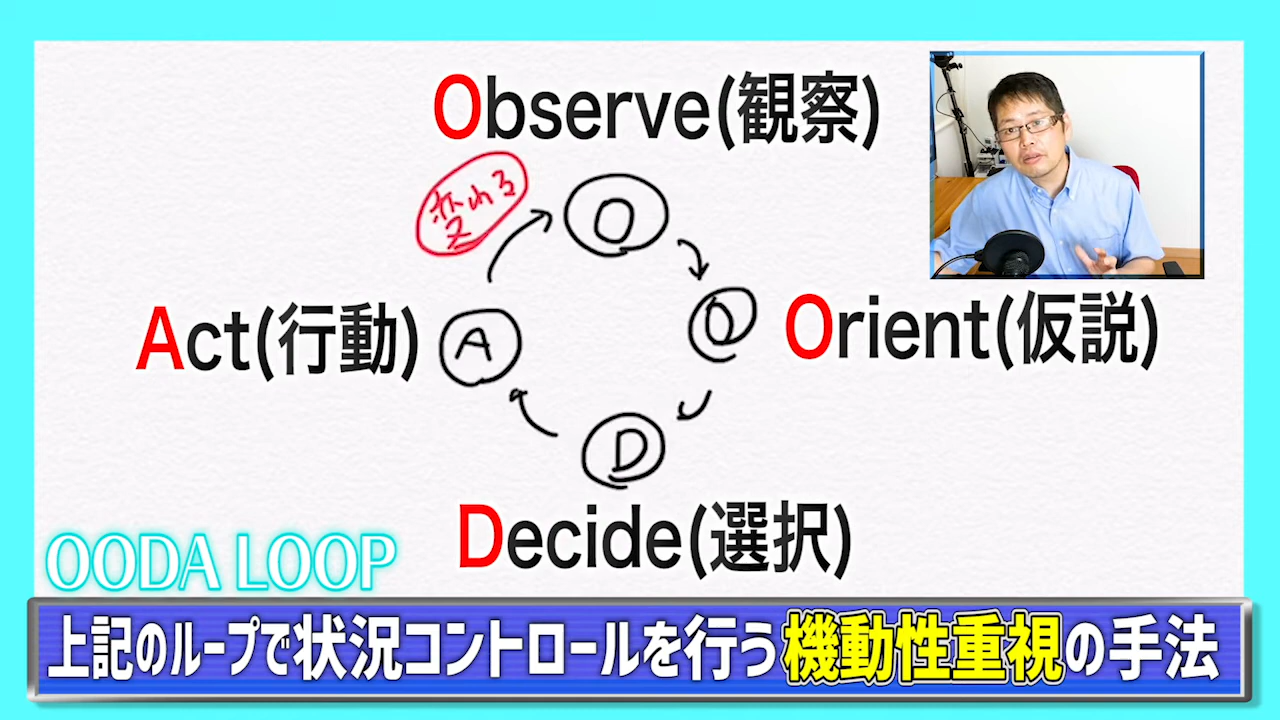 Observe(観察)
変れる
O
Act(行動)
A
O
Orient(仮説)
D
Decide(選択)
OODA LOOP
上記のループで状況コントロールを行う機動性重視の手法